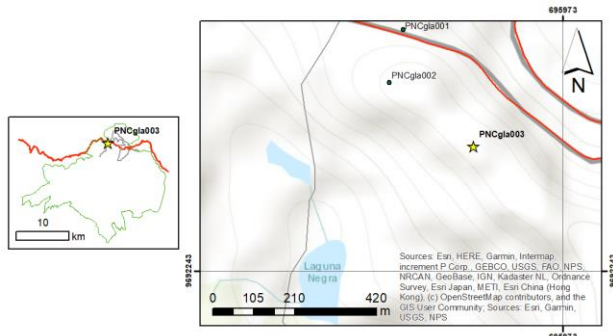 695973
PNCgla001
PNCgla002
N
PNCgla003
PNCgla003
10
km
9692243
9692243
Laguna
Negra
Sources: Esri, HERE, Garmin, Intermap,
increment P Corp., GEBCO, USGS, FAO, NPS,
NRCAN, GeoBase, IGN, Kadaster NL, Ordnance
Survey, Esri Japan, METI, Esri China (Hong
Kong), (c) OpenStreetMap contributors, and the
GIS User Community, Sources: Esri, Garmin,
USGS, NPS
0 105 210 420
m
695973